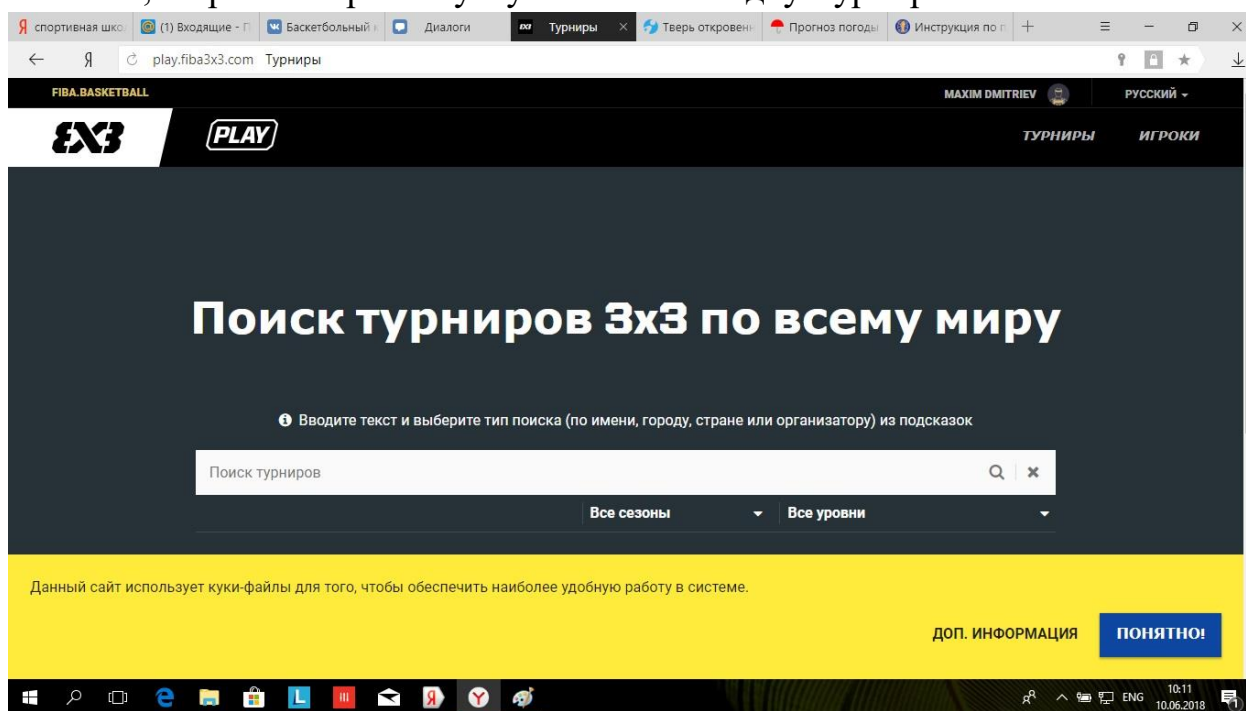 Я спортивная шко
(1) Входящие - П
Баскетбольный к
Диалоги
3X3 Турниры
Тверь откровенн
Прогноз погоды
Инструкция по п
Я play.fiba3x3.com Турниры
FIBA.BASKETBALL
MAXIM DMITRIEV
РУССКИЙ
3X3
PLAY
ТУРНИРЫ
ИГРОКИ
Поиск турниров 3x3 по всему миру
Вводите текст и выберите тип поиска (по имени, городу, стране или организатору) из подсказок
Поиск турниров
Все сезоны
Все уровни
Данный сайт использует куки-файлы для того, чтобы обеспечить наиболее удобную работу в системе.
ДОП. ИНФОРМАЦИЯ
ПОНЯТНО!
ENG
10:11
10.06.2018